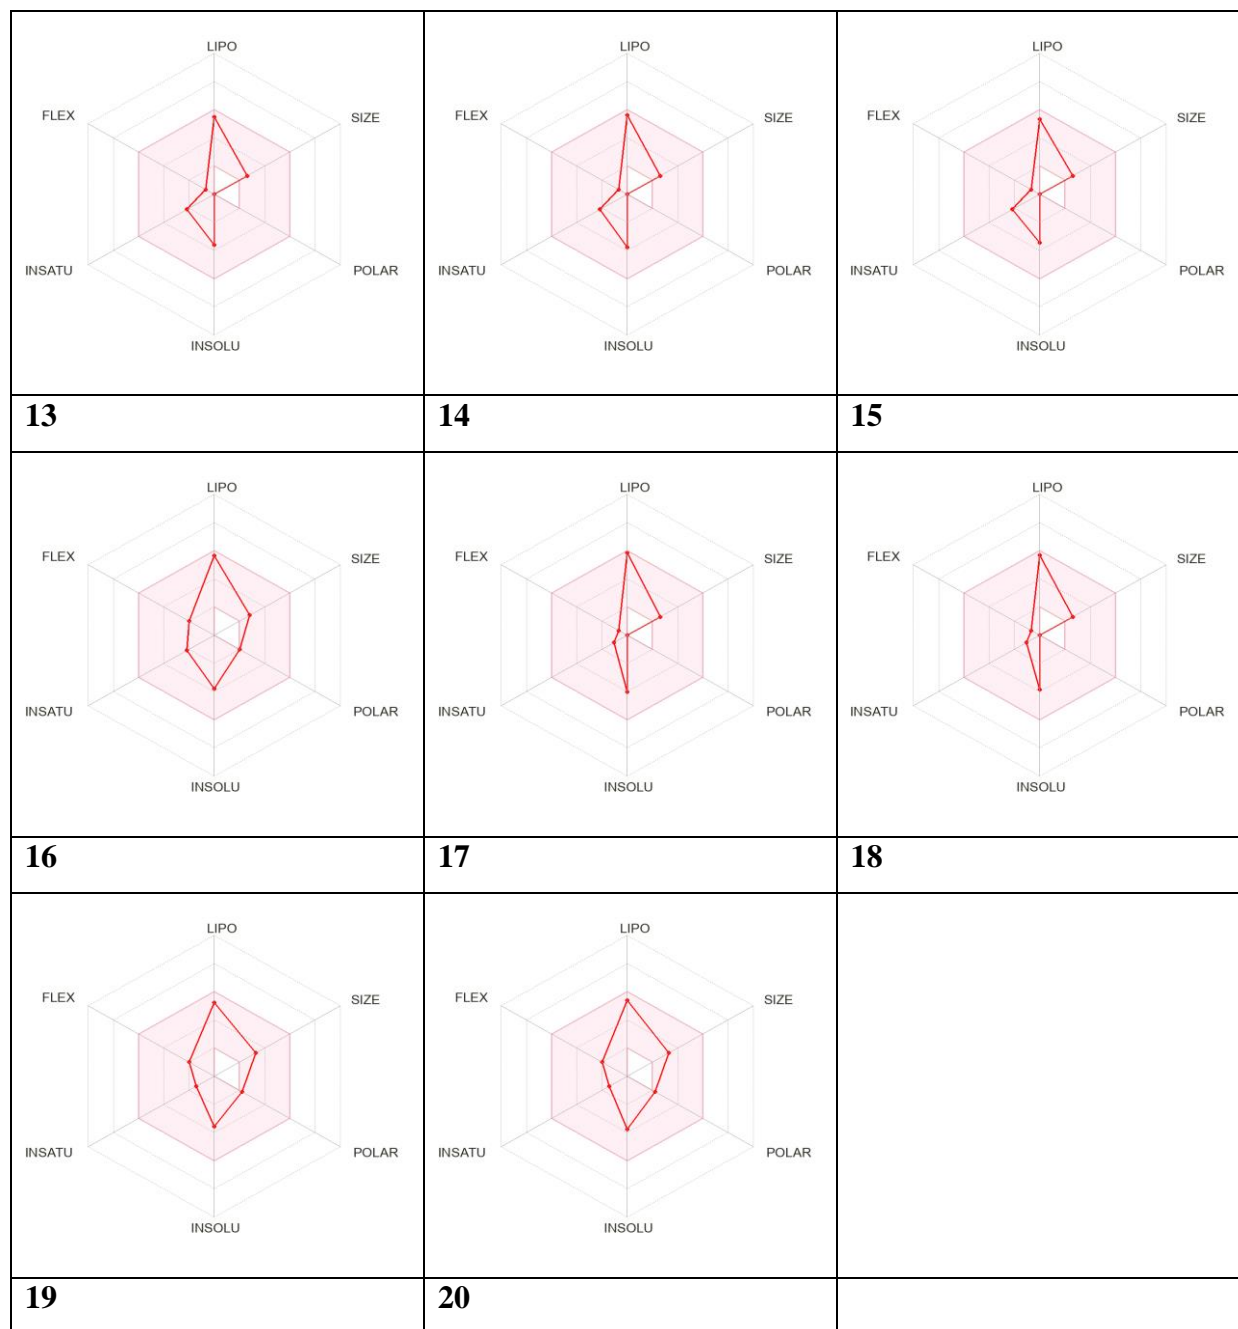 LIPO LIPO LIPO
FLEX SIZE FLEX SIZE FLEX SIZE
INSATU POLAR INSATU POLAR INSATU POLAR
INSOLU INSOLU INSOLU
13 14 15
LIPO LIPO LIPO
FLEX SIZE FLEX SIZE FLEX SIZE
INSATU POLAR INSATU POLAR INSATU POLAR
INSOLU INSOLU INSOLU
16 17 18
LIPO LIPO
FLEX SIZE FLEX SIZE
INSATU POLAR INSATU POLAR
INSOLU INSOLU
19 20